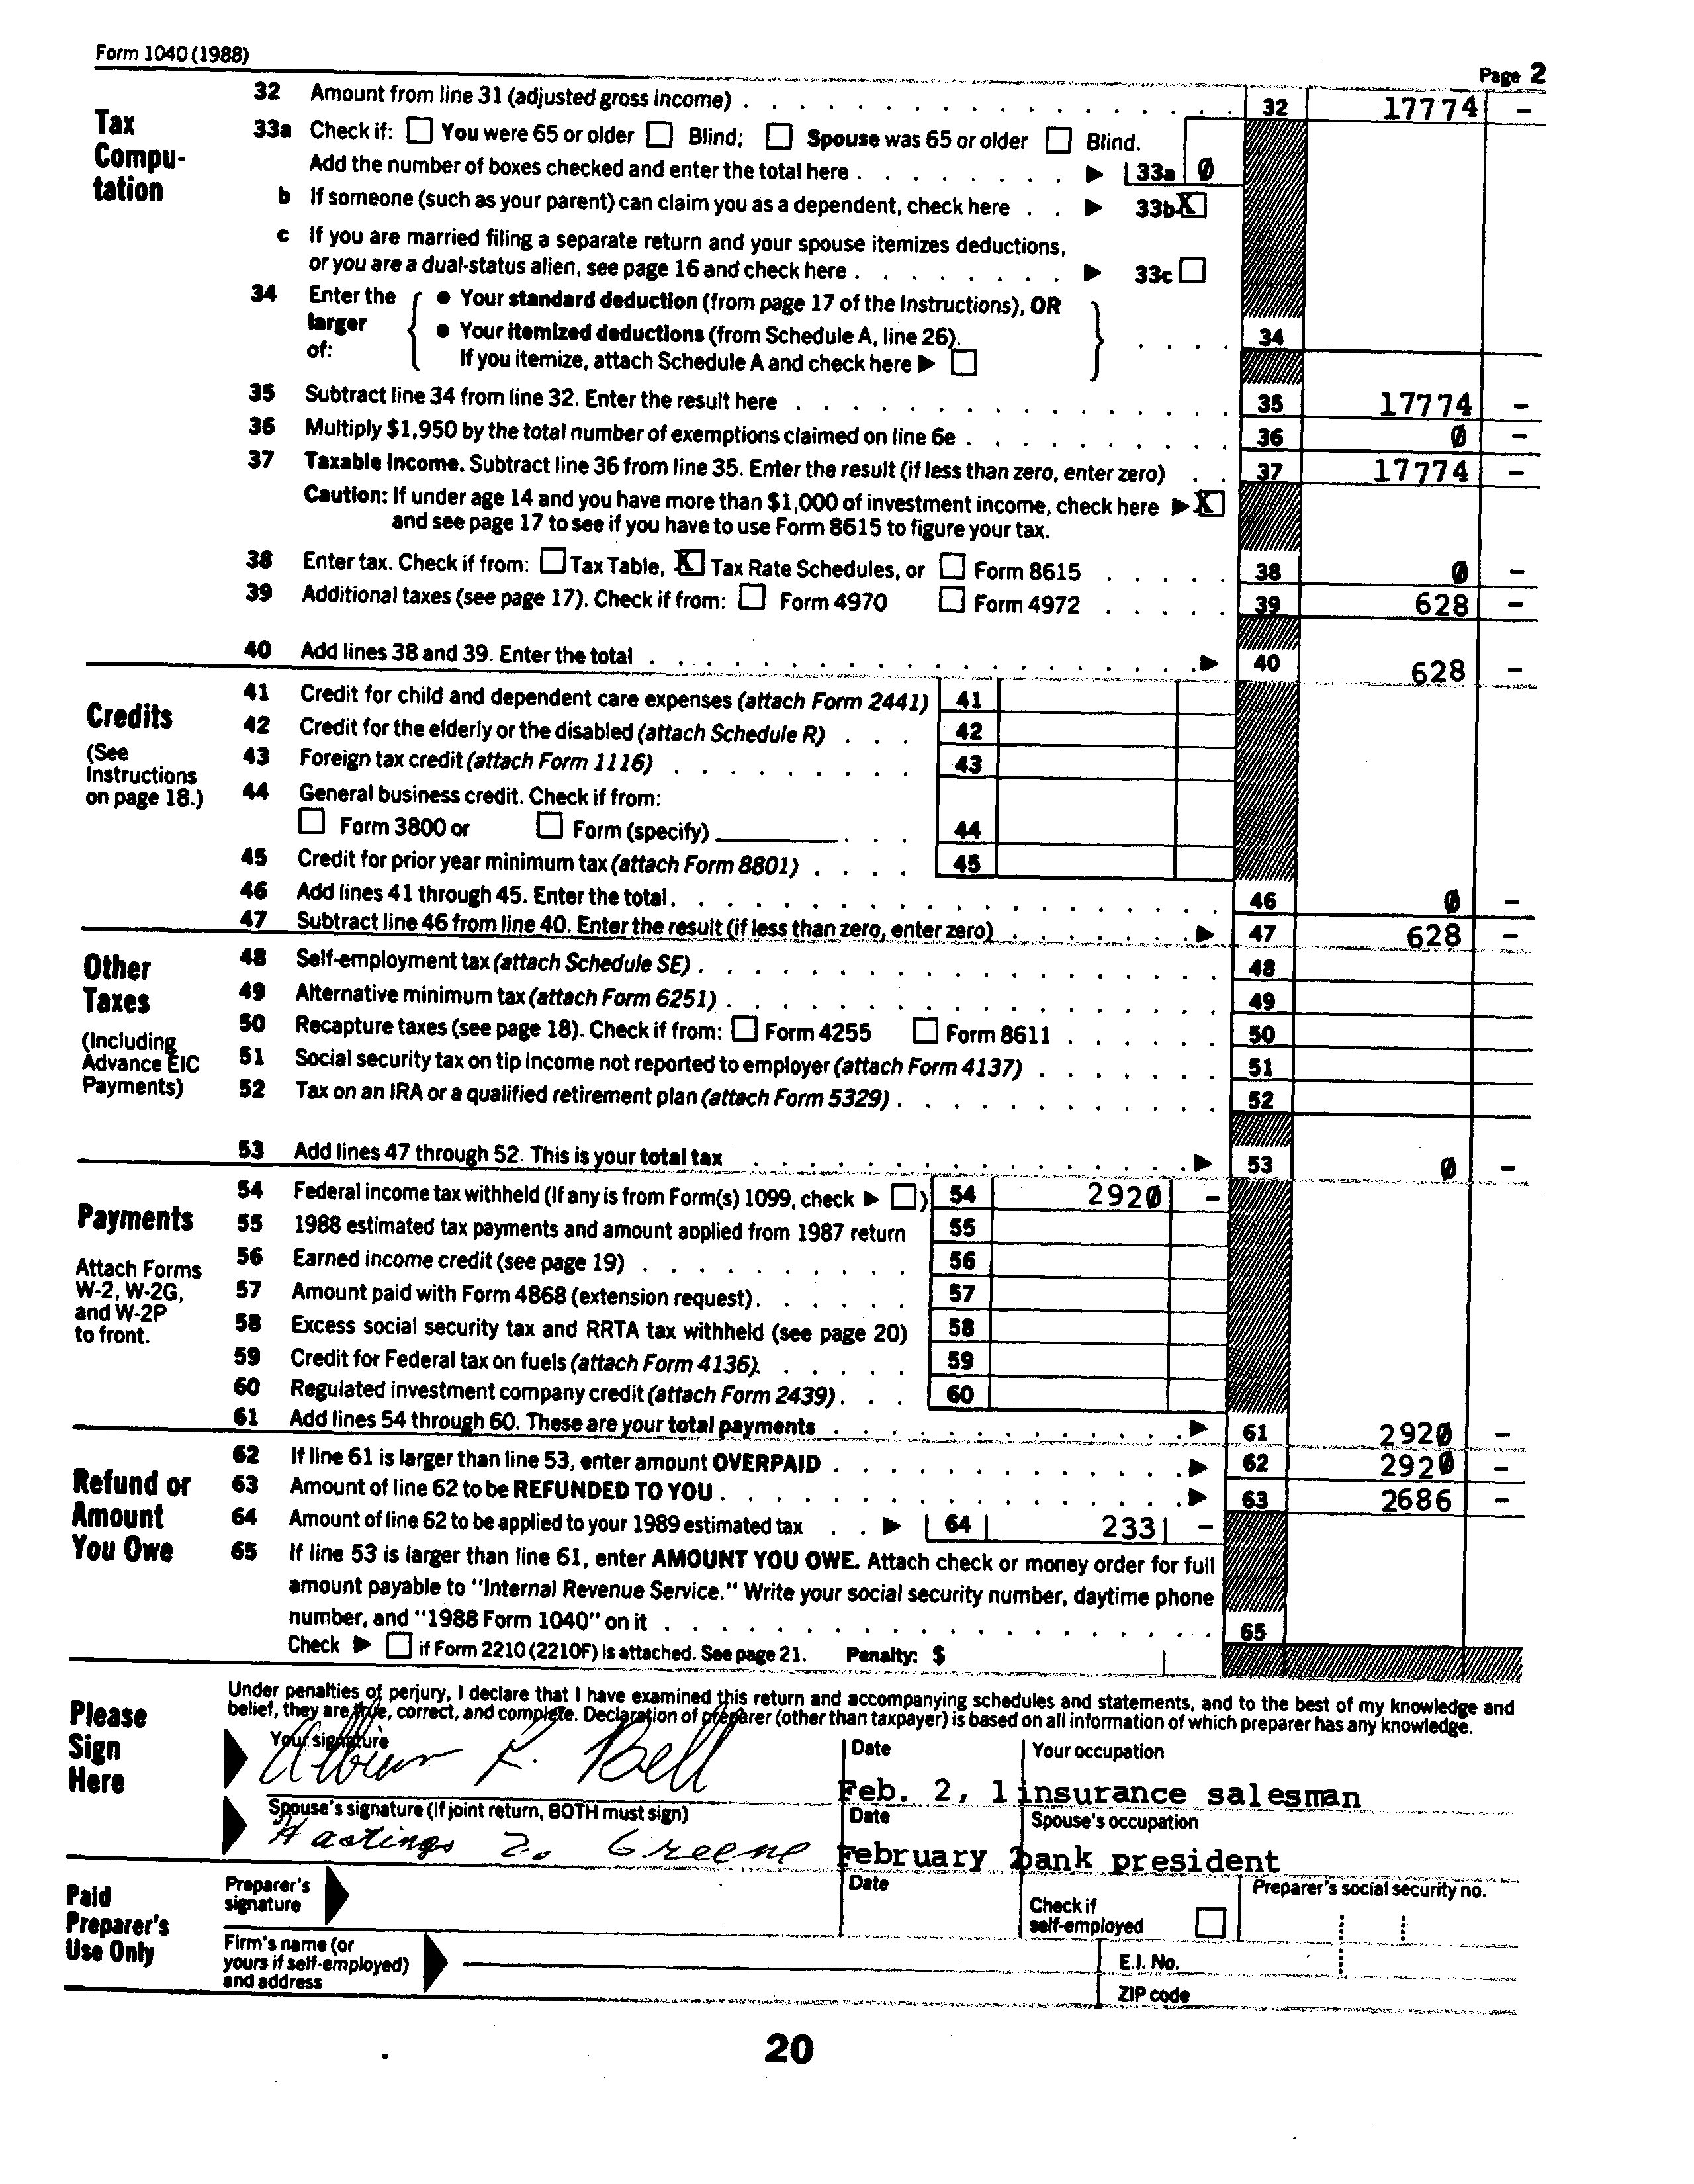 Form 1040 (1988)
Page 2
Tax Compu-tation
32 Amount from line 31 (adjusted gross income) . . . . 32 17774 –
33a Check if: ☐ You were 65 or older ☐ Blind; ☐ Spouse was 65 or older ☐ Blind.
Add the number of boxes checked and enter the total here . . . . ▶ 33a 0
b If someone (such as your parent) can claim you as a dependent, check here . . ▶ 33b X
c If you are married filing a separate return and your spouse itemizes deductions,
or you are a dual-status alien, see page 16 and check here . . . . ▶ 33c ☐
34 Enter the larger of:
● Your standard deduction (from page 17 of the Instructions), OR
● Your itemized deductions (from Schedule A, line 26).
If you itemize, attach Schedule A and check here ▶ ☐
. . . . 34
35 Subtract line 34 from line 32. Enter the result here . . . . 35 17774 –
36 Multiply $1,950 by the total number of exemptions claimed on line 6e . . . . 36 0 –
37 Taxable income. Subtract line 36 from line 35. Enter the result (if less than zero, enter zero) . . 37 17774 –
Caution: If under age 14 and you have more than $1,000 of investment income, check here ▶ X
and see page 17 to see if you have to use Form 8615 to figure your tax.
38 Enter tax. Check if from: ☐ Tax Table, X Tax Rate Schedules, or ☐ Form 8615 . . . . 38 0 –
39 Additional taxes (see page 17). Check if from: ☐ Form 4970 ☐ Form 4972 . . . . 39 628 –
40 Add lines 38 and 39. Enter the total . . . . ▶ 40 628 –
Credits
(See Instructions on page 18.)
41 Credit for child and dependent care expenses (attach Form 2441) 41
42 Credit for the elderly or the disabled (attach Schedule R) . . . 42
43 Foreign tax credit (attach Form 1116) . . . . 43
44 General business credit. Check if from:
☐ Form 3800 or ☐ Form (specify) . . . 44
45 Credit for prior year minimum tax (attach Form 8801) . . . . 45
46 Add lines 41 through 45. Enter the total . . . . 46 0 –
47 Subtract line 46 from line 40. Enter the result (if less than zero, enter zero) . . . . ▶ 47 628 –
Other Taxes
(Including Advance EIC Payments)
48 Self-employment tax (attach Schedule SE) . . . . 48
49 Alternative minimum tax (attach Form 6251) . . . . 49
50 Recapture taxes (see page 18). Check if from: ☐ Form 4255 ☐ Form 8611 . . . . 50
51 Social security tax on tip income not reported to employer (attach Form 4137) . . . . 51
52 Tax on an IRA or a qualified retirement plan (attach Form 5329) . . . . 52
53 Add lines 47 through 52. This is your total tax . . . . ▶ 53 0 –
Payments
Attach Forms W-2, W-2G, and W-2P to front.
54 Federal income tax withheld (If any is from Form(s) 1099, check ▶ ☐) 54 2920 –
55 1988 estimated tax payments and amount applied from 1987 return 55
56 Earned income credit (see page 19) . . . . 56
57 Amount paid with Form 4868 (extension request) . . . . 57
58 Excess social security tax and RRTA tax withheld (see page 20) 58
59 Credit for Federal tax on fuels (attach Form 4136). . . . . 59
60 Regulated investment company credit (attach Form 2439) . . . 60
61 Add lines 54 through 60. These are your total payments . . . . ▶ 61 2920 –
Refund or Amount You Owe
62 If line 61 is larger than line 53, enter amount OVERPAID . . . . ▶ 62 2920 –
63 Amount of line 62 to be REFUNDED TO YOU . . . . ▶ 63 2686 –
64 Amount of line 62 to be applied to your 1989 estimated tax . . ▶ 64 233 –
65 If line 53 is larger than line 61, enter AMOUNT YOU OWE. Attach check or money order for full
amount payable to "Internal Revenue Service." Write your social security number, daytime phone
number, and "1988 Form 1040" on it . . . . 65
Check ▶ ☐ if Form 2210 (2210F) is attached. See page 21. Penalty: $
Please Sign Here
Under penalties of perjury, I declare that I have examined this return and accompanying schedules and statements, and to the best of my knowledge and
belief, they are true, correct, and complete. Declaration of preparer (other than taxpayer) is based on all information of which preparer has any knowledge.
Your signature Date Your occupation
R. Bell Feb. 2, 1 insurance salesman
Spouse's signature (if joint return, BOTH must sign) Date Spouse's occupation
Hastings Greene February 2 bank president
Paid Preparer's Use Only
Preparer's signature Date Check if self-employed ☐ Preparer's social security no.
Firm's name (or yours if self-employed) and address
E.I. No.
ZIP code
20